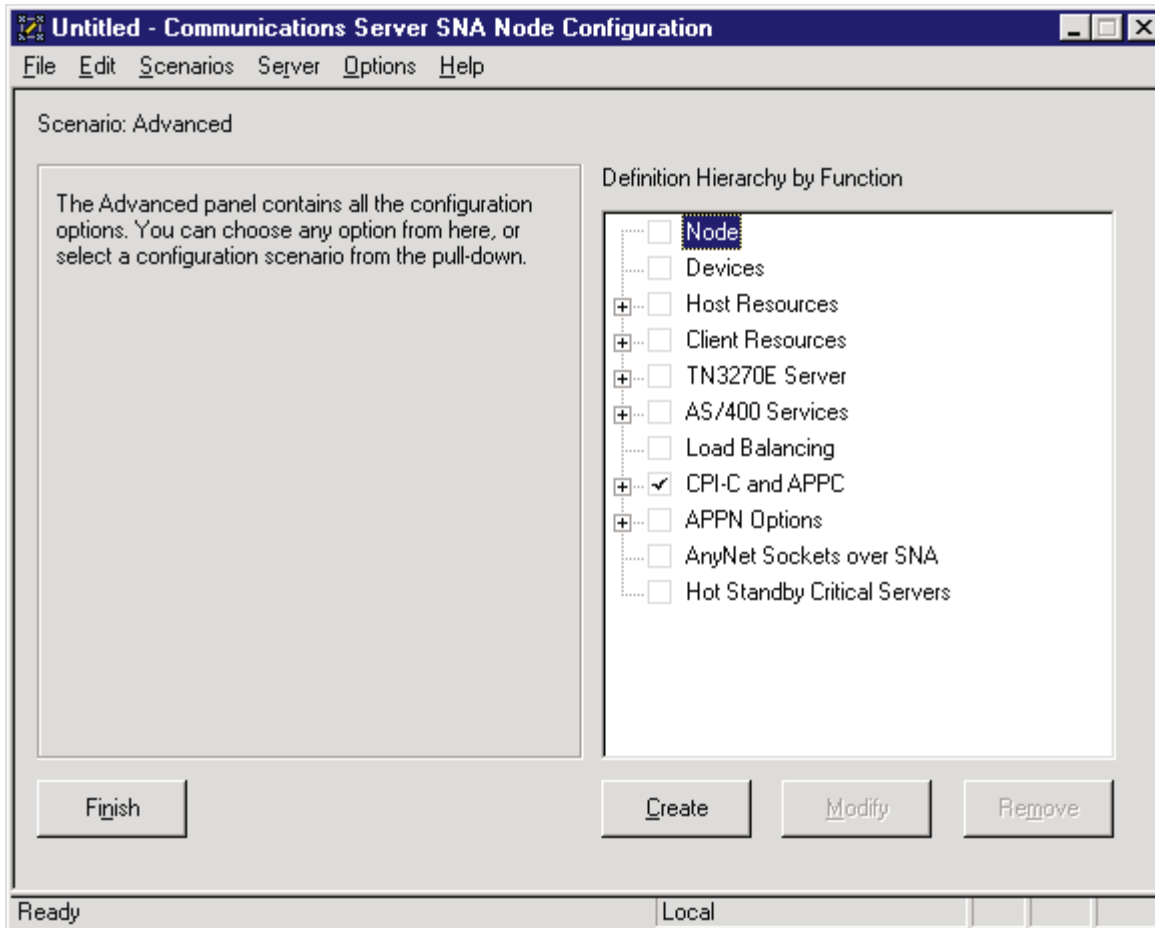 Untitled - Communications Server SNA Node Configuration
File Edit Scenarios Server Options Help
Scenario: Advanced
The Advanced panel contains all the configuration
options. You can choose any option from here, or
select a configuration scenario from the pull-down.
Definition Hierarchy by Function
Node
Devices
Host Resources
Client Resources
TN3270E Server
AS/400 Services
Load Balancing
CPI-C and APPC
APPN Options
AnyNet Sockets over SNA
Hot Standby Critical Servers
Finish
Create Modify Remove
Ready Local